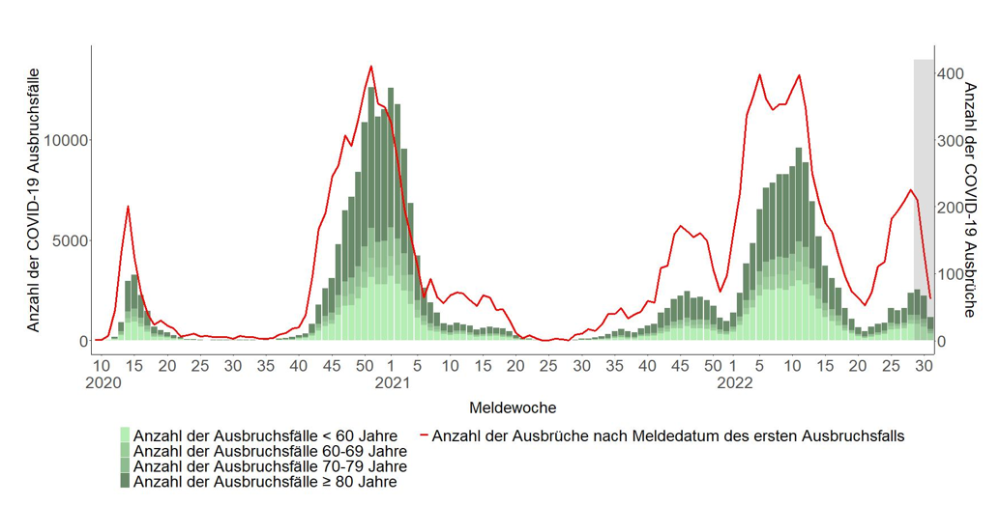 Anzahl der COVID-19 Ausbruchsfälle
10000
5000
0
400
300
200
100
0
Anzahl der COVID-19 Ausbrüche
10 15 20 25 30 35 40 45 50 1 5 10 15 20 25 30 35 40 45 50 1 5 10 15 20 25 30
2020 2021 2022
Meldewoche
Anzahl der Ausbruchsfälle < 60 Jahre
Anzahl der Ausbrüche nach Meldedatum des ersten Ausbruchsfalls
Anzahl der Ausbruchsfälle 60-69 Jahre
Anzahl der Ausbruchsfälle 70-79 Jahre
Anzahl der Ausbruchsfälle ≥ 80 Jahre